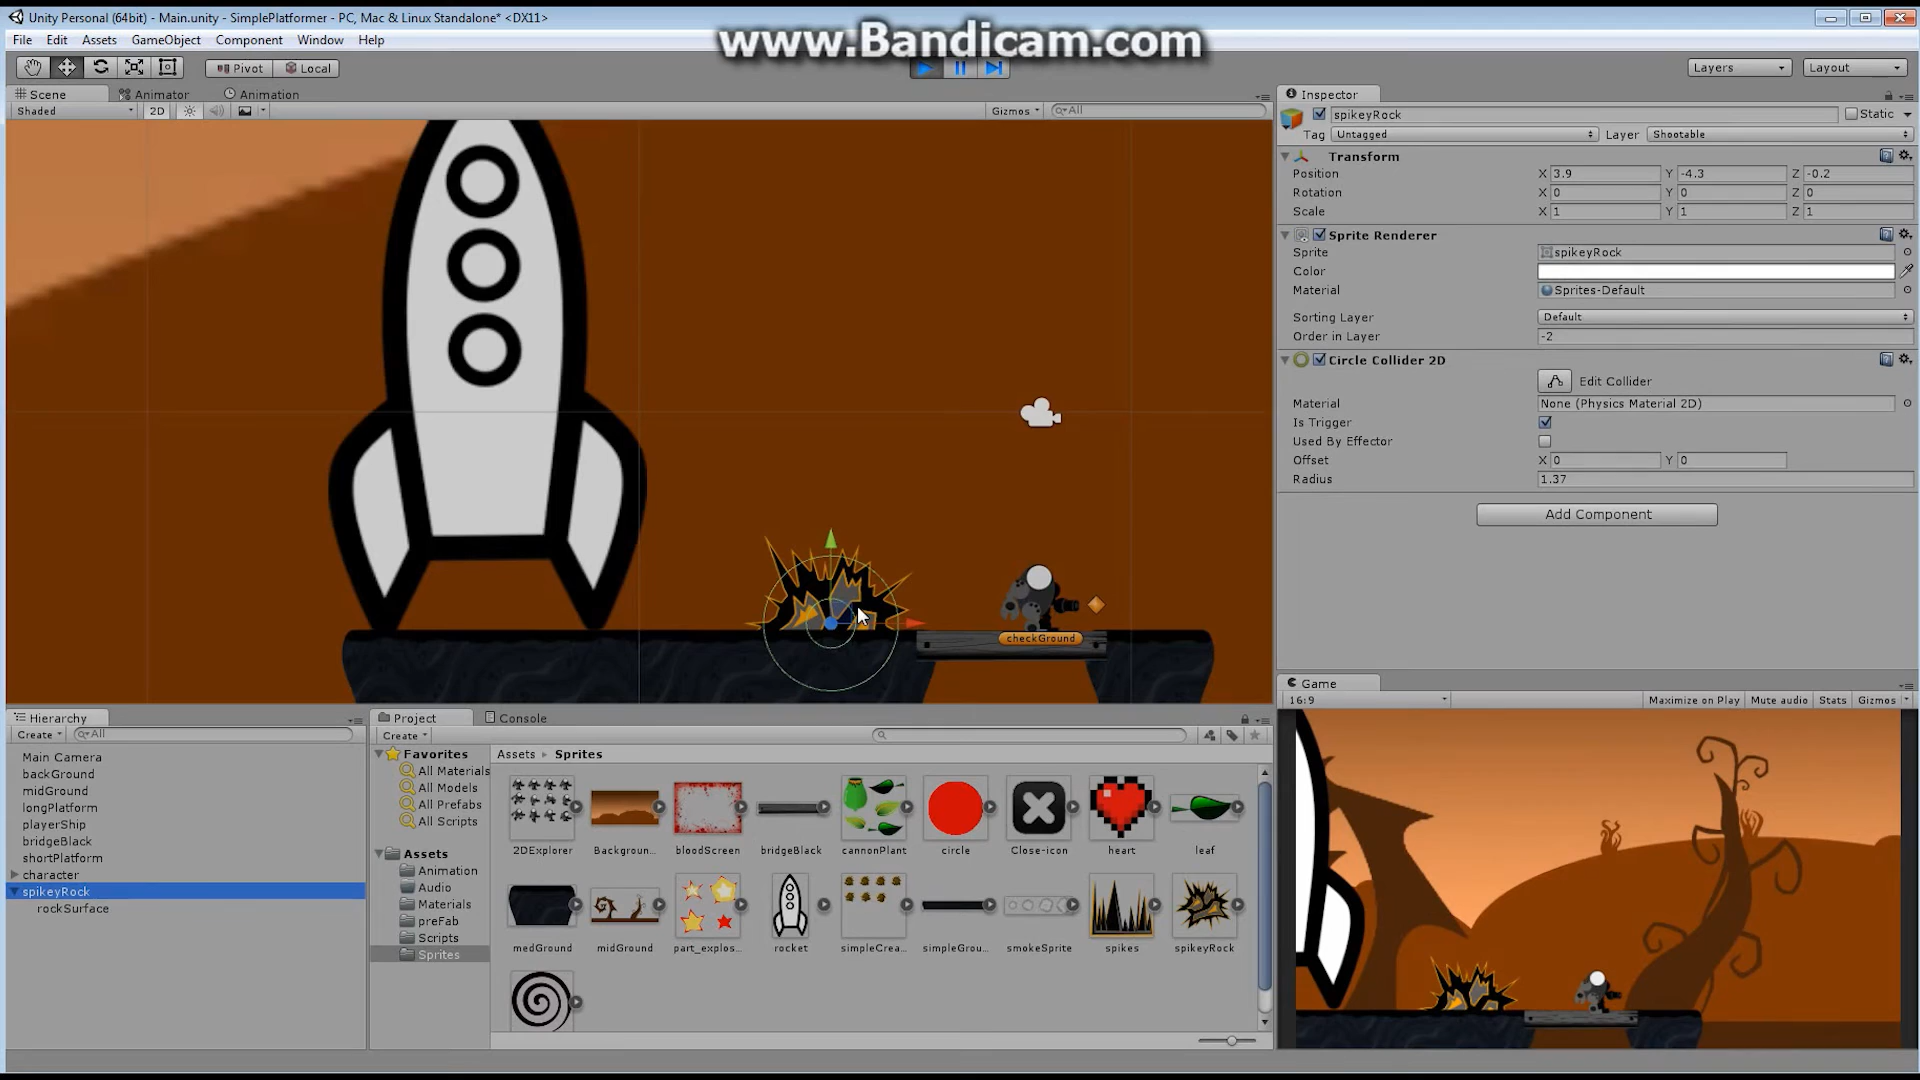 Unity Personal (64bit) - Main.unity - SimplePlatformer - PC, Mac & Linux Standalone* <DX11>
www.Bandicam.com
File Edit Assets GameObject Component Window Help
Pivot Local
Layers Layout
Scene Animator Animation
Shaded 2D Gizmos All
checkGround
Inspector
spikeyRock Static
Tag Untagged Layer Shootable
Transform
Position X 3.9 Y -4.3 Z -0.2
Rotation X 0 Y 0 Z 0
Scale X 1 Y 1 Z 1
Sprite Renderer
Sprite spikeyRock
Color
Material Sprites-Default
Sorting Layer Default
Order in Layer -2
Circle Collider 2D
Edit Collider
Material None (Physics Material 2D)
Is Trigger
Used By Effector
Offset X 0 Y 0
Radius 1.37
Add Component
Game
16:9 Maximize on Play Mute audio Stats Gizmos
Hierarchy
Create All
Main Camera
backGround
midGround
longPlatform
playerShip
bridgeBlack
shortPlatform
character
spikeyRock
rockSurface
Project Console
Create
Favorites
All Materials
All Models
All Prefabs
All Scripts
Assets
Animation
Audio
Materials
preFab
Scripts
Sprites
Assets Sprites
2DExplorer Backgroun... bloodScreen bridgeBlack cannonPlant circle Close-icon heart leaf
medGround midGround part_explos... rocket simpleCrea... simpleGrou... smokeSprite spikes spikeyRock